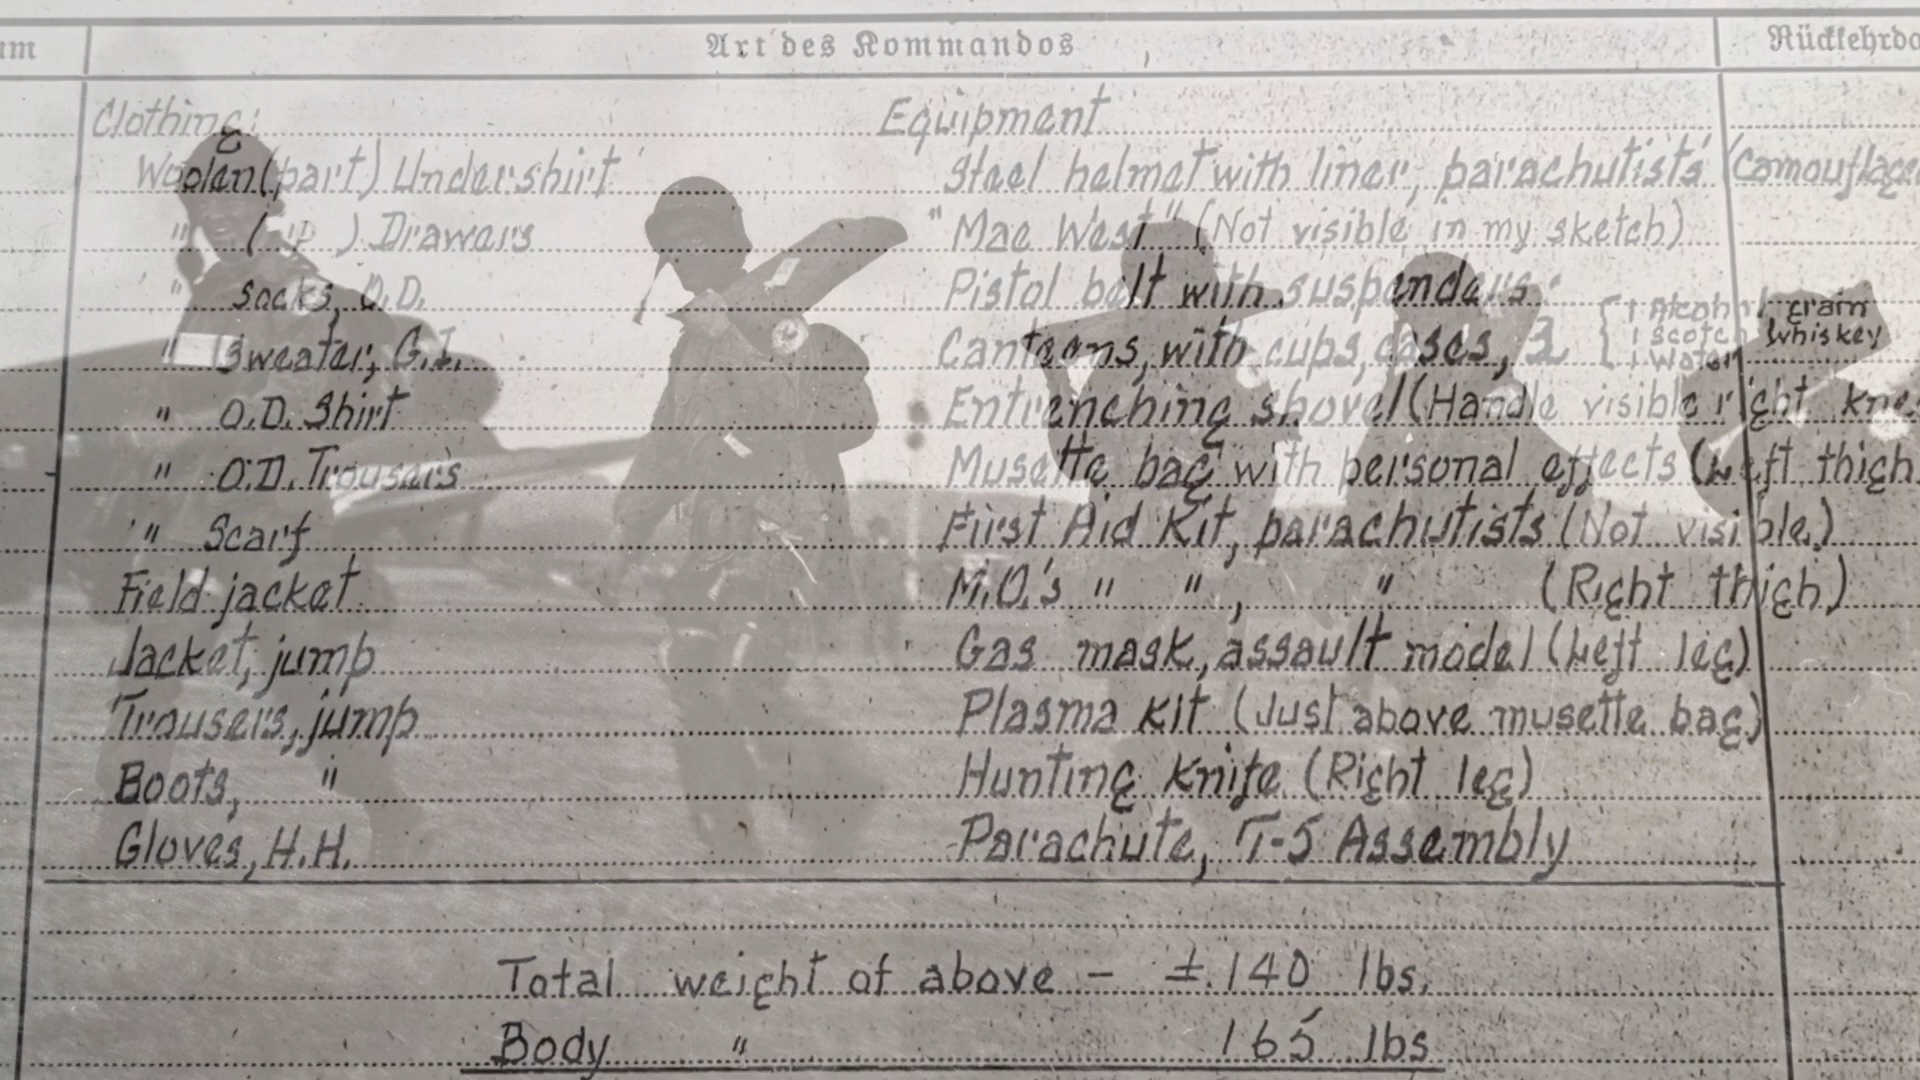 Art des Kommandos
Clothing:
Woolen (part) Undershirt
" ( " ) Drawers
" socks, O.D.
" Sweater, G.I.
" O.D. Shirt
" O.D. Trousers
" Scarf
Field jacket
Jacket, jump
Trousers, jump
Boots, "
Gloves, H.H.
Equipment
Steel helmet with liner, parachutists' (Camouflage
"Mae West" (Not visible in my sketch)
Pistol belt with suspenders
Canteens, with cups, cases, 3 { 1 Alcohol, grain
1 Scotch whiskey
1 Water
Entrenching shovel (Handle visible right knee
Musette bag with personal effects (Left thigh
First Aid Kit, parachutists (Not visible.)
M.O.'s " " , " (Right thigh)
Gas mask, assault model (Left leg)
Plasma kit (Just above musette bag)
Hunting knife (Right leg)
Parachute, T-5 Assembly
Total weight of above - ±.140 lbs.
Body " 165 lbs